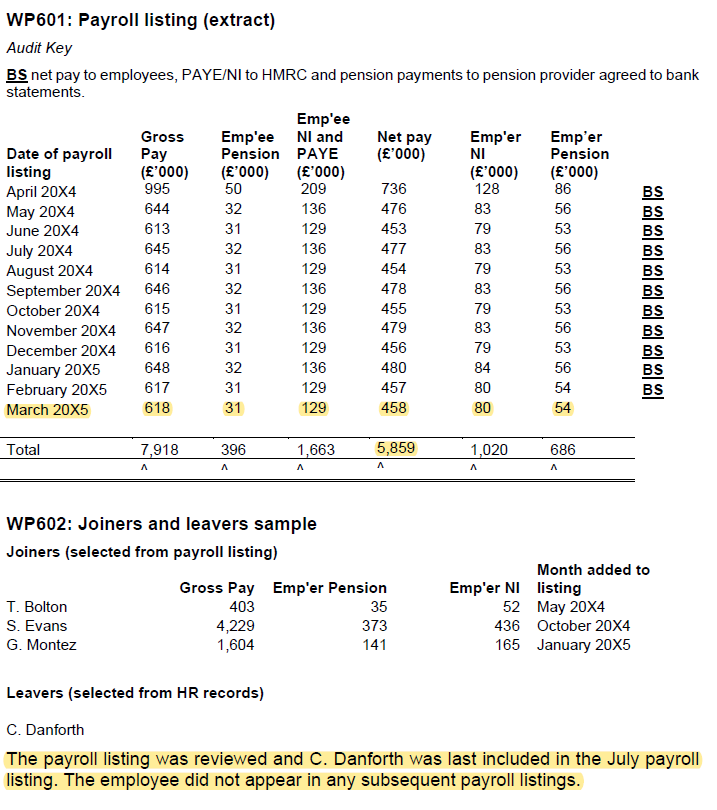 WP601: Payroll listing (extract)
Audit Key
BS net pay to employees, PAYE/NI to HMRC and pension payments to pension provider agreed to bank
statements.
Date of payroll listing Gross Pay (£'000) Emp'ee Pension (£'000) Emp'ee NI and PAYE (£'000) Net pay (£'000) Emp'er NI (£'000) Emp'er Pension (£'000)
April 20X4 995 50 209 736 128 86 BS
May 20X4 644 32 136 476 83 56 BS
June 20X4 613 31 129 453 79 53 BS
July 20X4 645 32 136 477 83 56 BS
August 20X4 614 31 129 454 79 53 BS
September 20X4 646 32 136 478 83 56 BS
October 20X4 615 31 129 455 79 53 BS
November 20X4 647 32 136 479 83 56 BS
December 20X4 616 31 129 456 79 53 BS
January 20X5 648 32 136 480 84 56 BS
February 20X5 617 31 129 457 80 54 BS
March 20X5 618 31 129 458 80 54
Total 7,918 396 1,663 5,859 1,020 686
^ ^ ^ ^ ^ ^
WP602: Joiners and leavers sample
Joiners (selected from payroll listing)
Gross Pay Emp'er Pension Emp'er NI Month added to listing
T. Bolton 403 35 52 May 20X4
S. Evans 4,229 373 436 October 20X4
G. Montez 1,604 141 165 January 20X5
Leavers (selected from HR records)
C. Danforth
The payroll listing was reviewed and C. Danforth was last included in the July payroll
listing. The employee did not appear in any subsequent payroll listings.